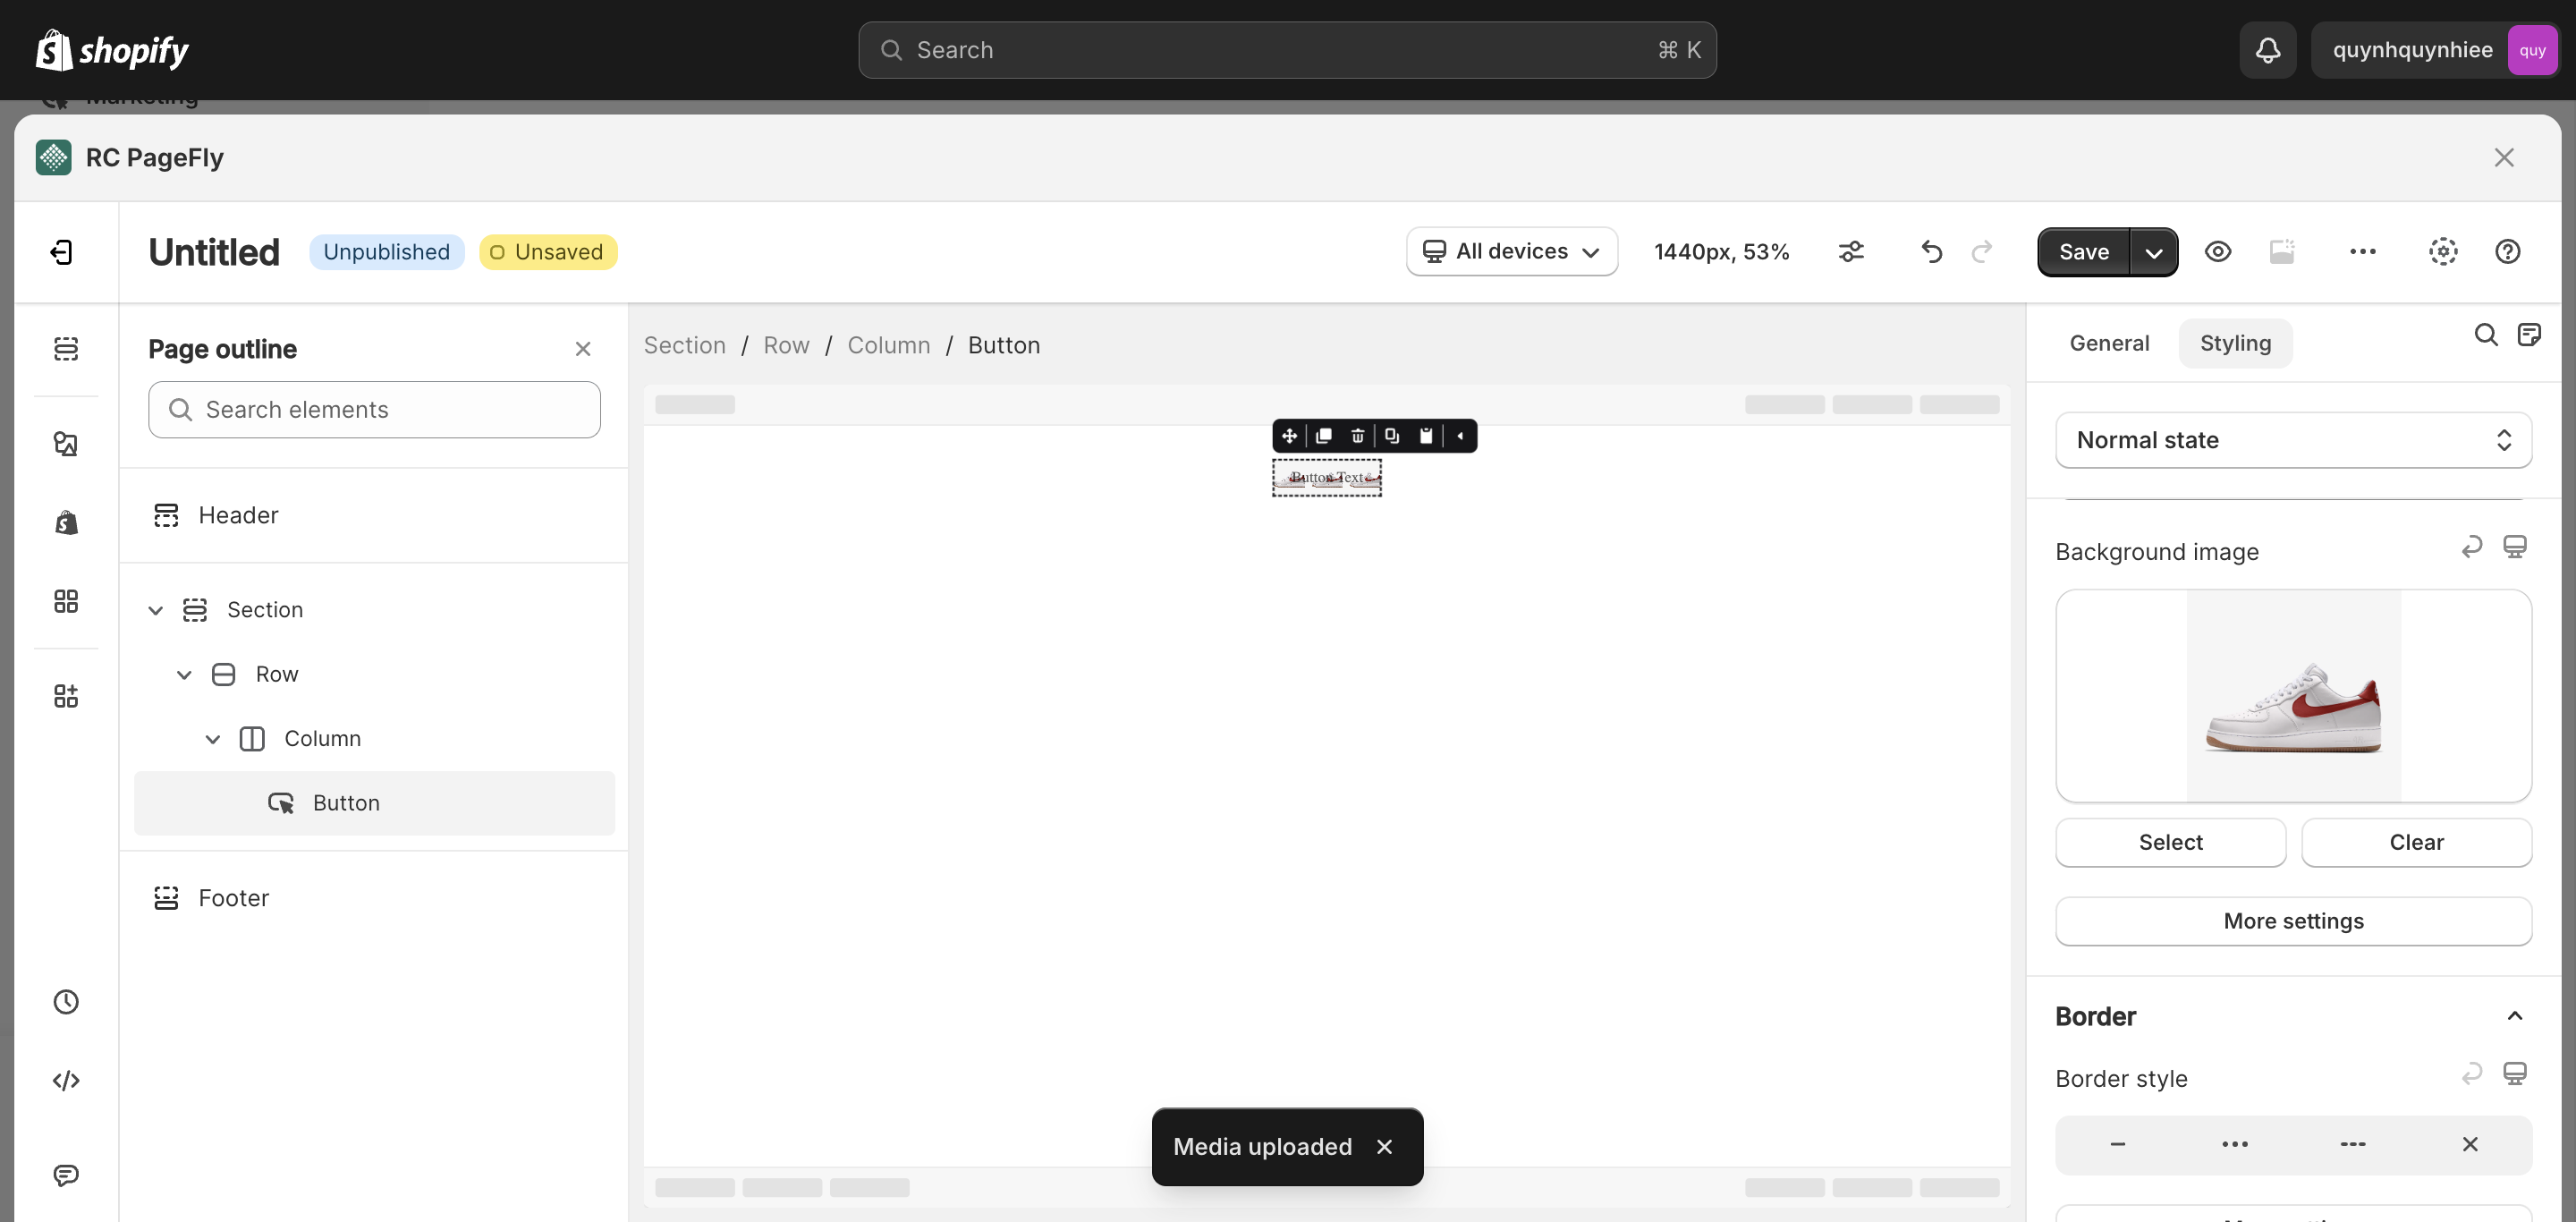 shopify
Search
⌘ K
quynhquynhiee
quy
Marketing
RC PageFly
Untitled
Unpublished
Unsaved
All devices
1440px, 53%
Save
Page outline
Search elements
Header
Section
Row
Column
Button
Footer
Section / Row / Column / Button
Button Text
Media uploaded
General
Styling
Normal state
Background image
Select
Clear
More settings
Border
Border style